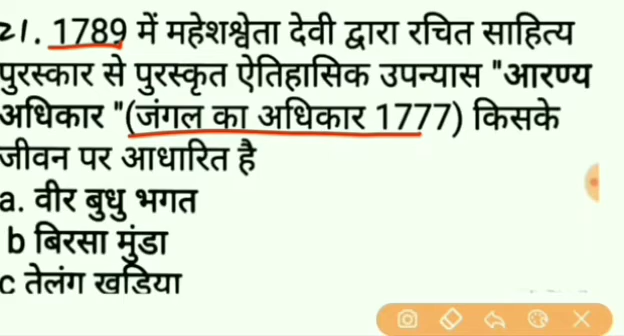 21. 1789 में महेशश्वेता देवी द्वारा रचित साहित्य
पुरस्कार से पुरस्कृत ऐतिहासिक उपन्यास "आरण्य
अधिकार "(जंगल का अधिकार 1777) किसके
जीवन पर आधारित है
a. वीर बुधु भगत
b बिरसा मुंडा
c तेलंग खडिया